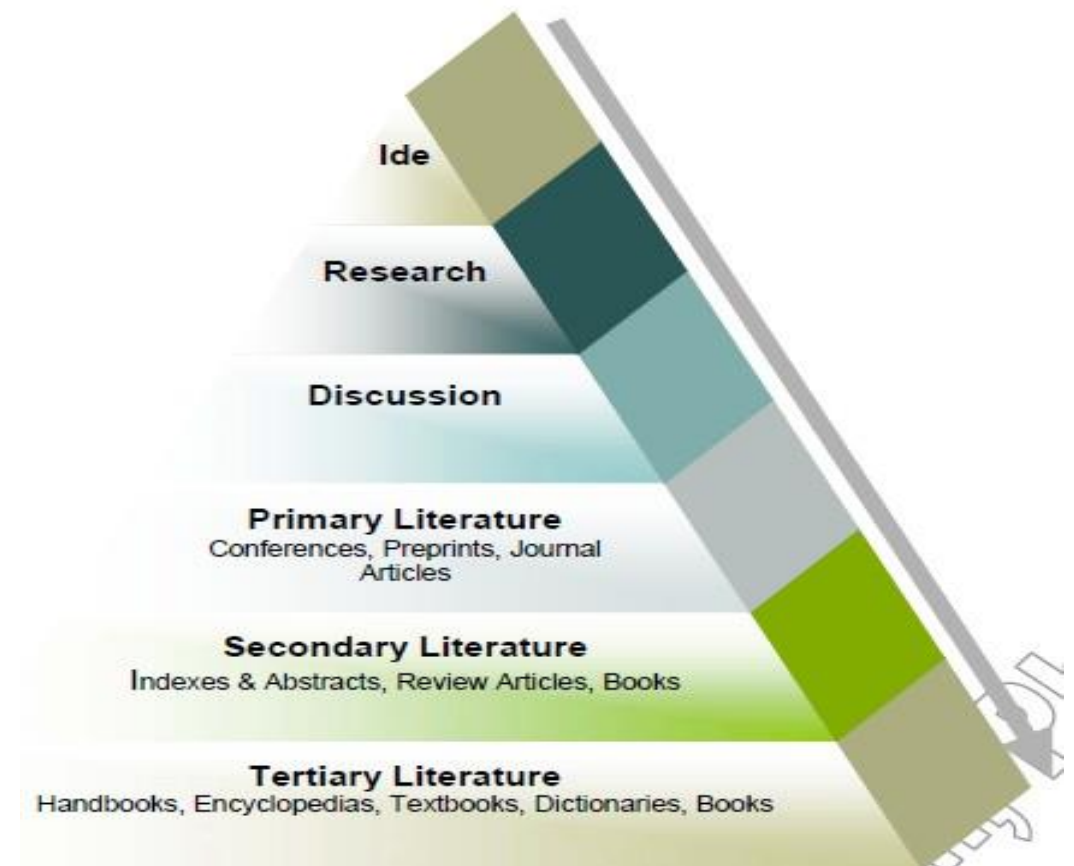 Ide
Research
Discussion
Primary Literature
Conferences, Preprints, Journal
Articles
Secondary Literature
Indexes & Abstracts, Review Articles, Books
Tertiary Literature
Handbooks, Encyclopedias, Textbooks, Dictionaries, Books